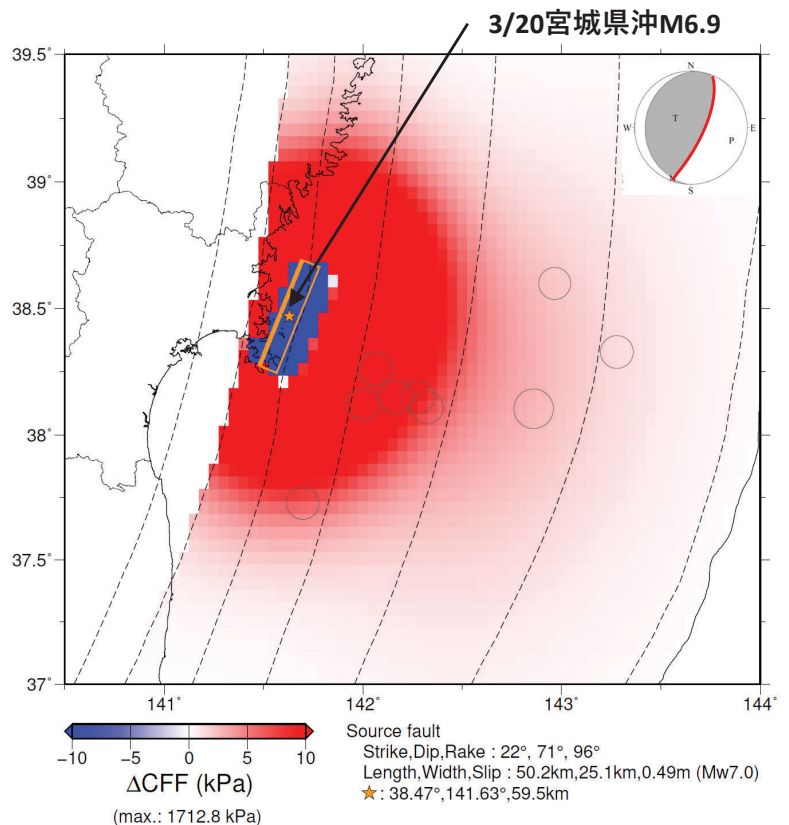 3/20宮城県沖M6.9
39.5°
39°
38.5°
38°
37.5°
37°
141°
142°
143°
144°
N
W
T
P
E
S
−10
−5
0
5
10
ΔCFF (kPa)
(max.: 1712.8 kPa)
Source fault
Strike,Dip,Rake : 22°, 71°, 96°
Length,Width,Slip : 50.2km,25.1km,0.49m (Mw7.0)
★: 38.47°,141.63°,59.5km